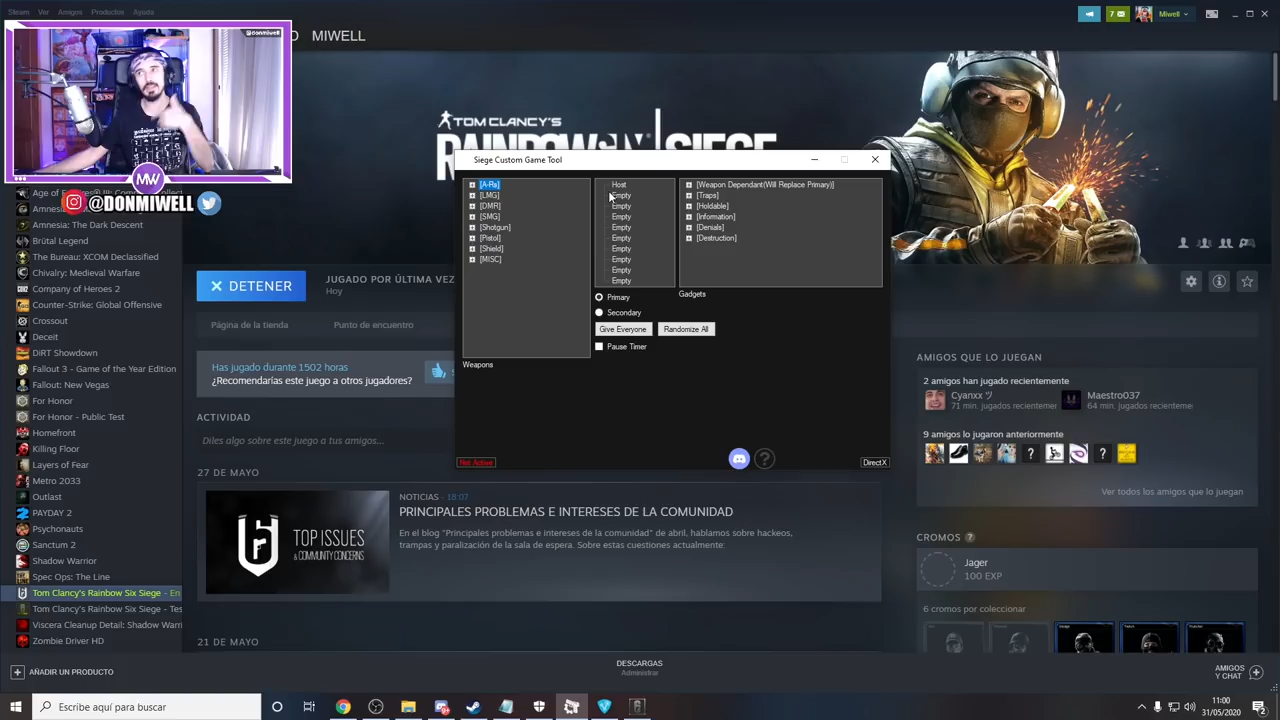 Steam Ver Amigos Productos Ayuda
7
Miwell
@donmiwell
MIWELL
MW
@DONMIWELL
TOM CLANCY'S
Siege Custom Game Tool
[A-Rs]
[LMG]
[DMR]
[SMG]
[Shotgun]
[Pistol]
[Shield]
[MISC]
Weapons
Host
Empty
Empty
Empty
Empty
Empty
Empty
Empty
Empty
Empty
[Weapon Dependant(Will Replace Primary)]
[Traps]
[Holdable]
[Information]
[Denials]
[Destruction]
Gadgets
Primary
Secondary
Give Everyone
Randomize All
Pause Timer
Not Active
?
DirectX
Amnesia: The Dark Descent
Brütal Legend
The Bureau: XCOM Declassified
Chivalry: Medieval Warfare
Company of Heroes 2
Counter-Strike: Global Offensive
Crossout
Deceit
DiRT Showdown
Fallout 3 - Game of the Year Edition
Fallout: New Vegas
For Honor
For Honor - Public Test
Homefront
Killing Floor
Layers of Fear
Metro 2033
Outlast
PAYDAY 2
Psychonauts
Sanctum 2
Shadow Warrior
Spec Ops: The Line
Tom Clancy's Rainbow Six Siege - En
Tom Clancy's Rainbow Six Siege - Tes
Viscera Cleanup Detail: Shadow Warri
Zombie Driver HD
DETENER
JUGADO POR ÚLTIMA VEZ
Hoy
Página de la tienda
Punto de encuentro
Has jugado durante 1502 horas
¿Recomendarías este juego a otros jugadores?
ACTIVIDAD
Diles algo sobre este juego a tus amigos...
27 DE MAYO
TOP ISSUES
& COMMUNITY CONCERNS
NOTICIAS - 18:07
PRINCIPALES PROBLEMAS E INTERESES DE LA COMUNIDAD
En el blog "Principales problemas e intereses de la comunidad" de abril, hablamos sobre hackeos,
trampas y paralización de la sala de espera. Sobre estas cuestiones actualmente:
21 DE MAYO
AMIGOS QUE LO JUEGAN
2 amigos han jugado recientemente
Cyanxx ツ
71 min. jugados recientemer
Maestro037
64 min. jugados recienteme
9 amigos lo jugaron anteriormente
? ?
Ver todos los amigos que lo juegan
CROMOS ?
Jager
100 EXP
6 cromos por coleccionar
AÑADIR UN PRODUCTO
DESCARGAS
Administrar
AMIGOS
Y CHAT
Escribe aquí para buscar
11:00
31/05/2020